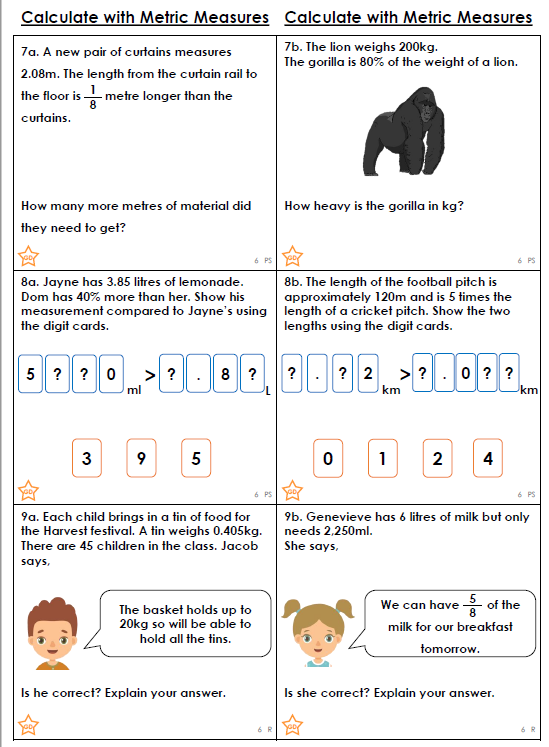 Calculate with Metric Measures Calculate with Metric Measures
7a. A new pair of curtains measures
2.08m. The length from the curtain rail to
the floor is 1/8 metre longer than the
curtains.
How many more metres of material did
they need to get?
GD
6 PS
7b. The lion weighs 200kg.
The gorilla is 80% of the weight of a lion.
How heavy is the gorilla in kg?
GD
6 PS
8a. Jayne has 3.85 litres of lemonade.
Dom has 40% more than her. Show his
measurement compared to Jayne's using
the digit cards.
5 ? ? 0 ml > ? . 8 ? L
3 9 5
GD
6 PS
8b. The length of the football pitch is
approximately 120m and is 5 times the
length of a cricket pitch. Show the two
lengths using the digit cards.
? . ? 2 km > ? . 0 ? ? km
0 1 2 4
GD
6 PS
9a. Each child brings in a tin of food for
the Harvest festival. A tin weighs 0.405kg.
There are 45 children in the class. Jacob
says,
The basket holds up to
20kg so will be able to
hold all the tins.
Is he correct? Explain your answer.
GD
6 R
9b. Genevieve has 6 litres of milk but only
needs 2,250ml.
She says,
We can have 5/8 of the
milk for our breakfast
tomorrow.
Is she correct? Explain your answer.
GD
6 R